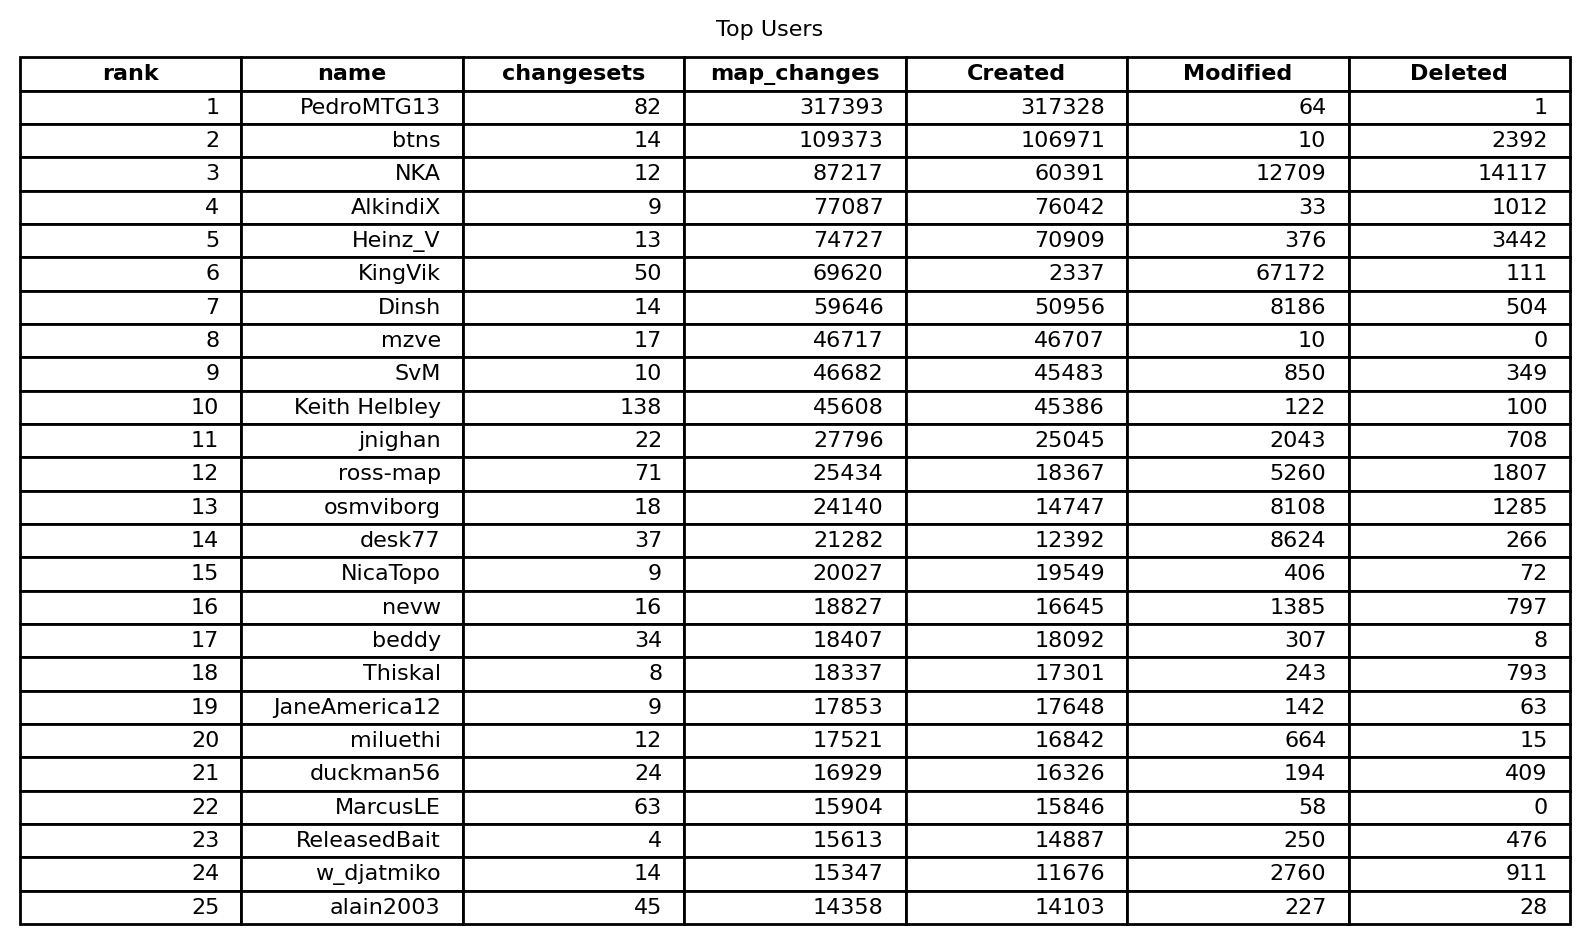 Top Users
rank name changesets map_changes Created Modified Deleted
1 PedroMTG13 82 317393 317328 64 1
2 btns 14 109373 106971 10 2392
3 NKA 12 87217 60391 12709 14117
4 AlkindiX 9 77087 76042 33 1012
5 Heinz_V 13 74727 70909 376 3442
6 KingVik 50 69620 2337 67172 111
7 Dinsh 14 59646 50956 8186 504
8 mzve 17 46717 46707 10 0
9 SvM 10 46682 45483 850 349
10 Keith Helbley 138 45608 45386 122 100
11 jnighan 22 27796 25045 2043 708
12 ross-map 71 25434 18367 5260 1807
13 osmviborg 18 24140 14747 8108 1285
14 desk77 37 21282 12392 8624 266
15 NicaTopo 9 20027 19549 406 72
16 nevw 16 18827 16645 1385 797
17 beddy 34 18407 18092 307 8
18 Thiskal 8 18337 17301 243 793
19 JaneAmerica12 9 17853 17648 142 63
20 miluethi 12 17521 16842 664 15
21 duckman56 24 16929 16326 194 409
22 MarcusLE 63 15904 15846 58 0
23 ReleasedBait 4 15613 14887 250 476
24 w_djatmiko 14 15347 11676 2760 911
25 alain2003 45 14358 14103 227 28